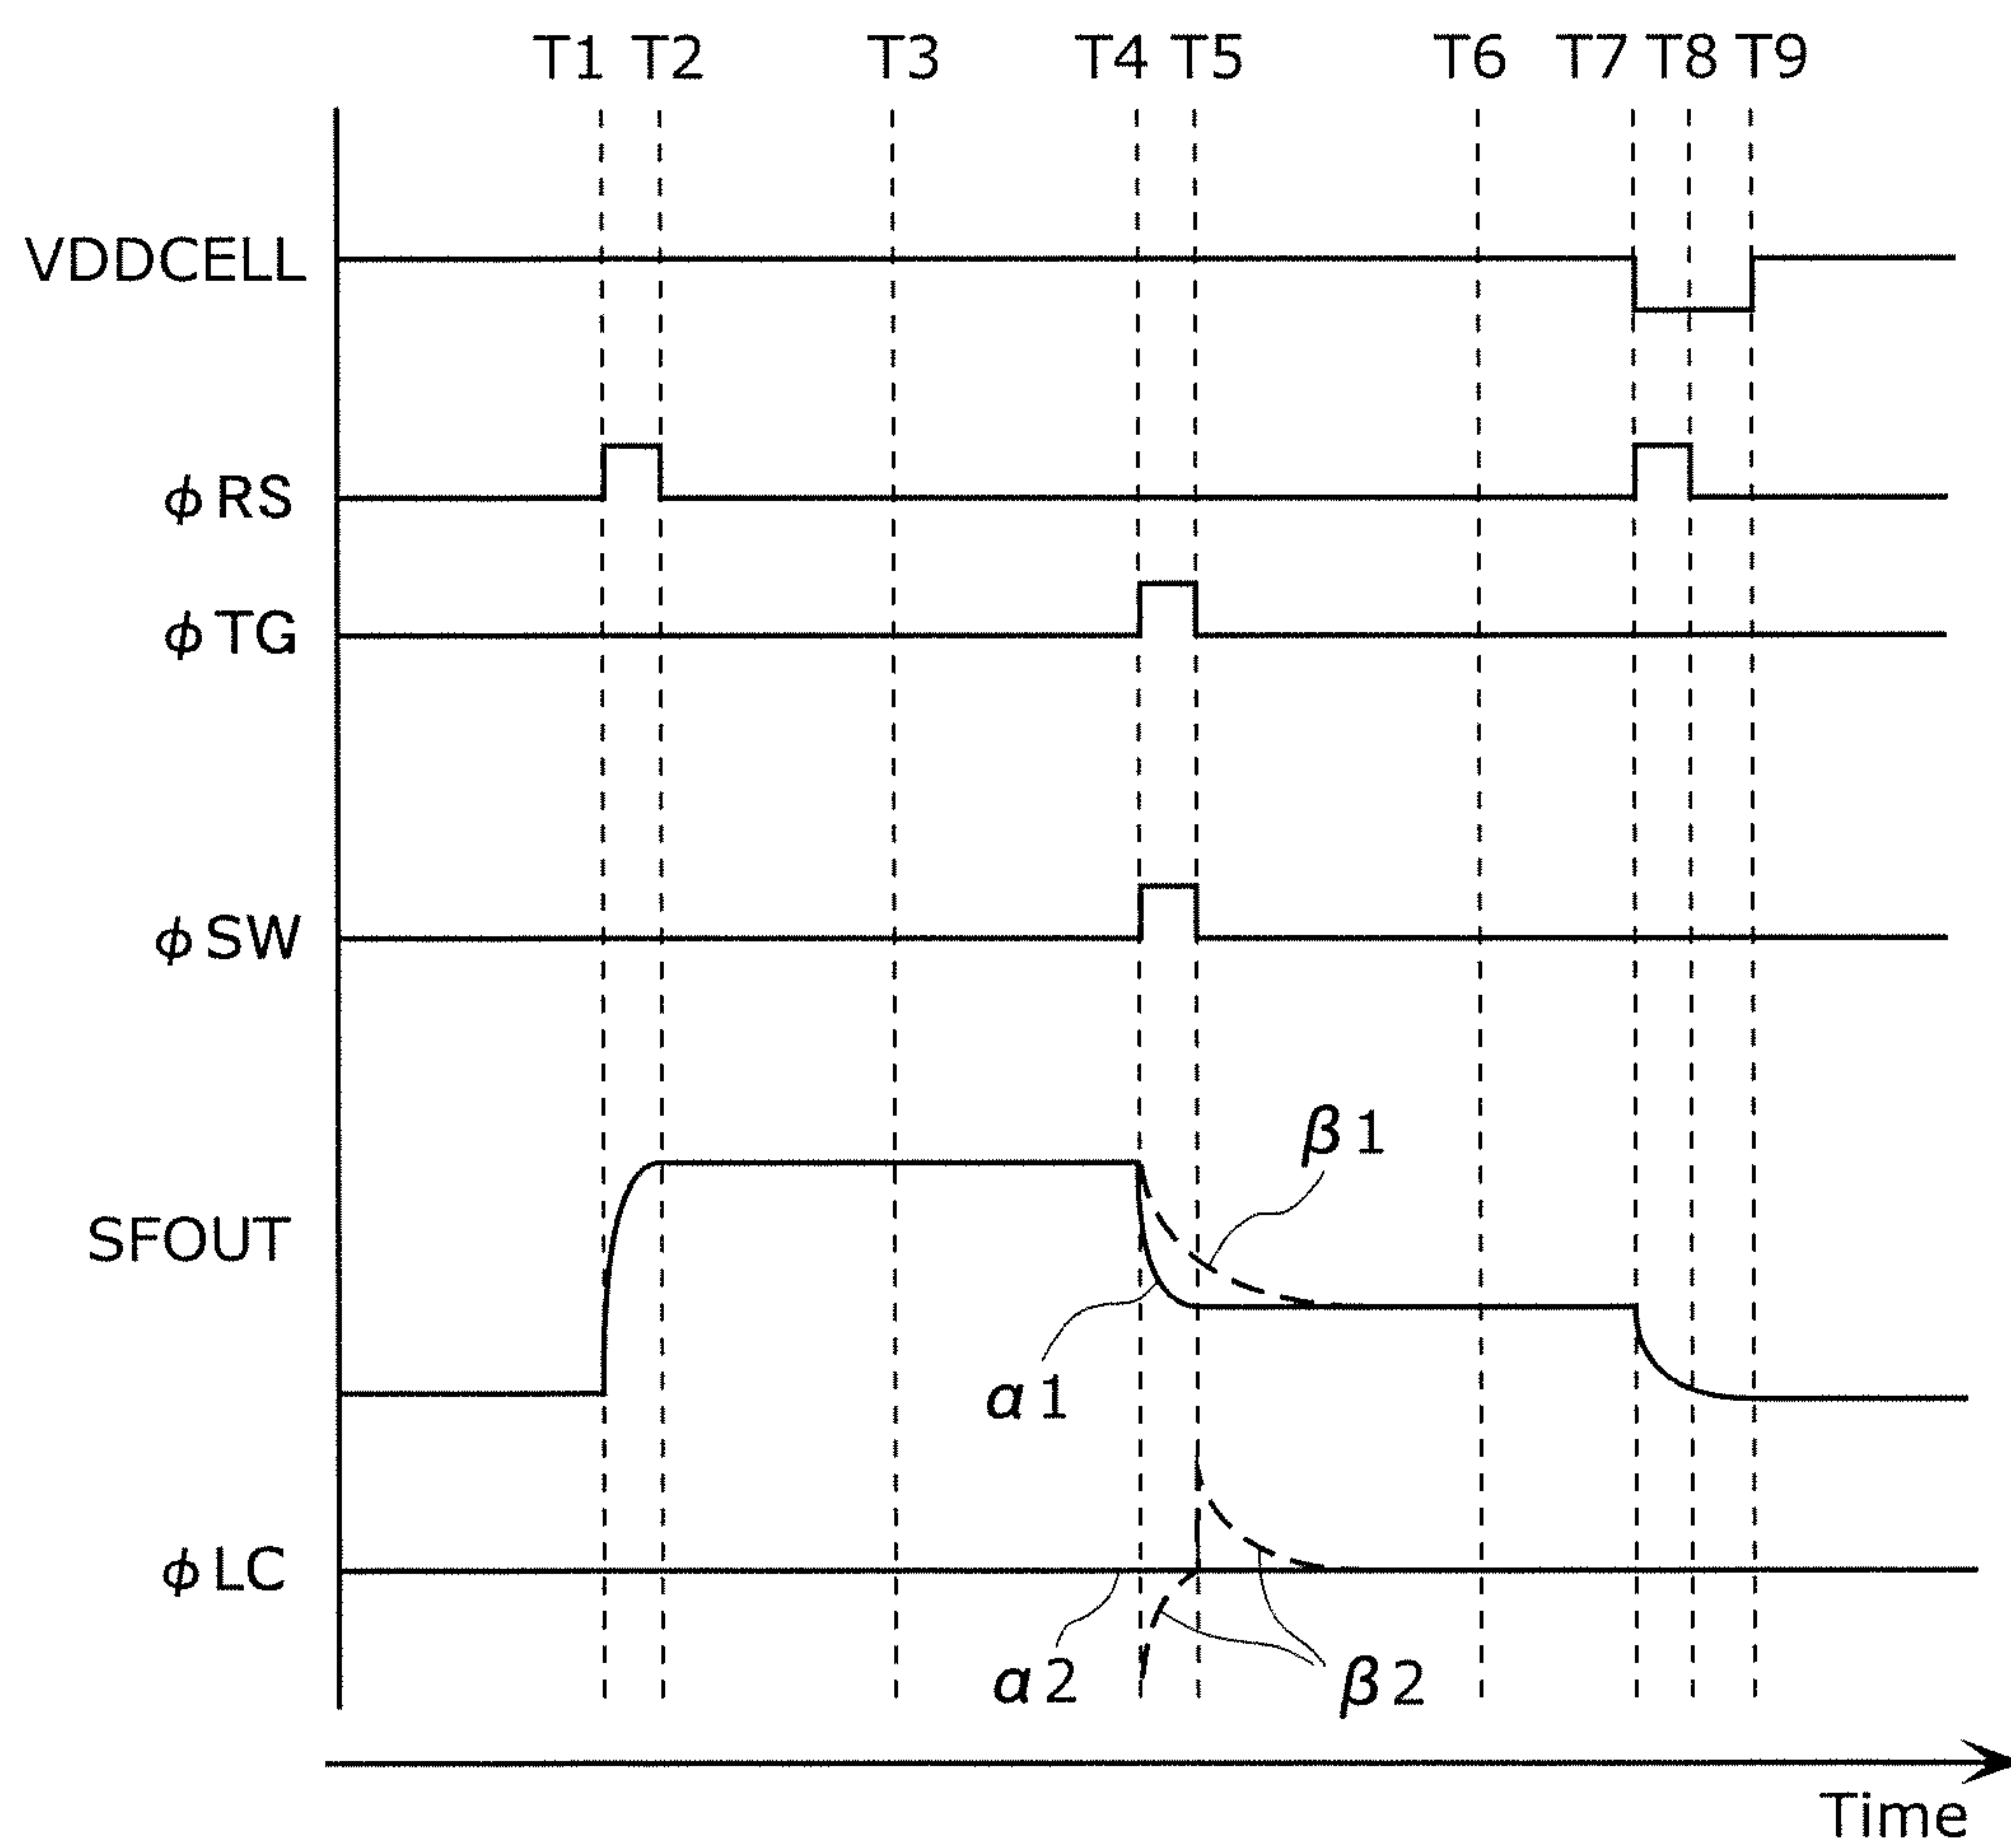 T1 T2 T3 T4 T5 T6 T7 T8 T9
VDDCELL
ϕRS
ϕTG
ϕSW
β1
SFOUT
α1
ϕLC
α2
β2
Time